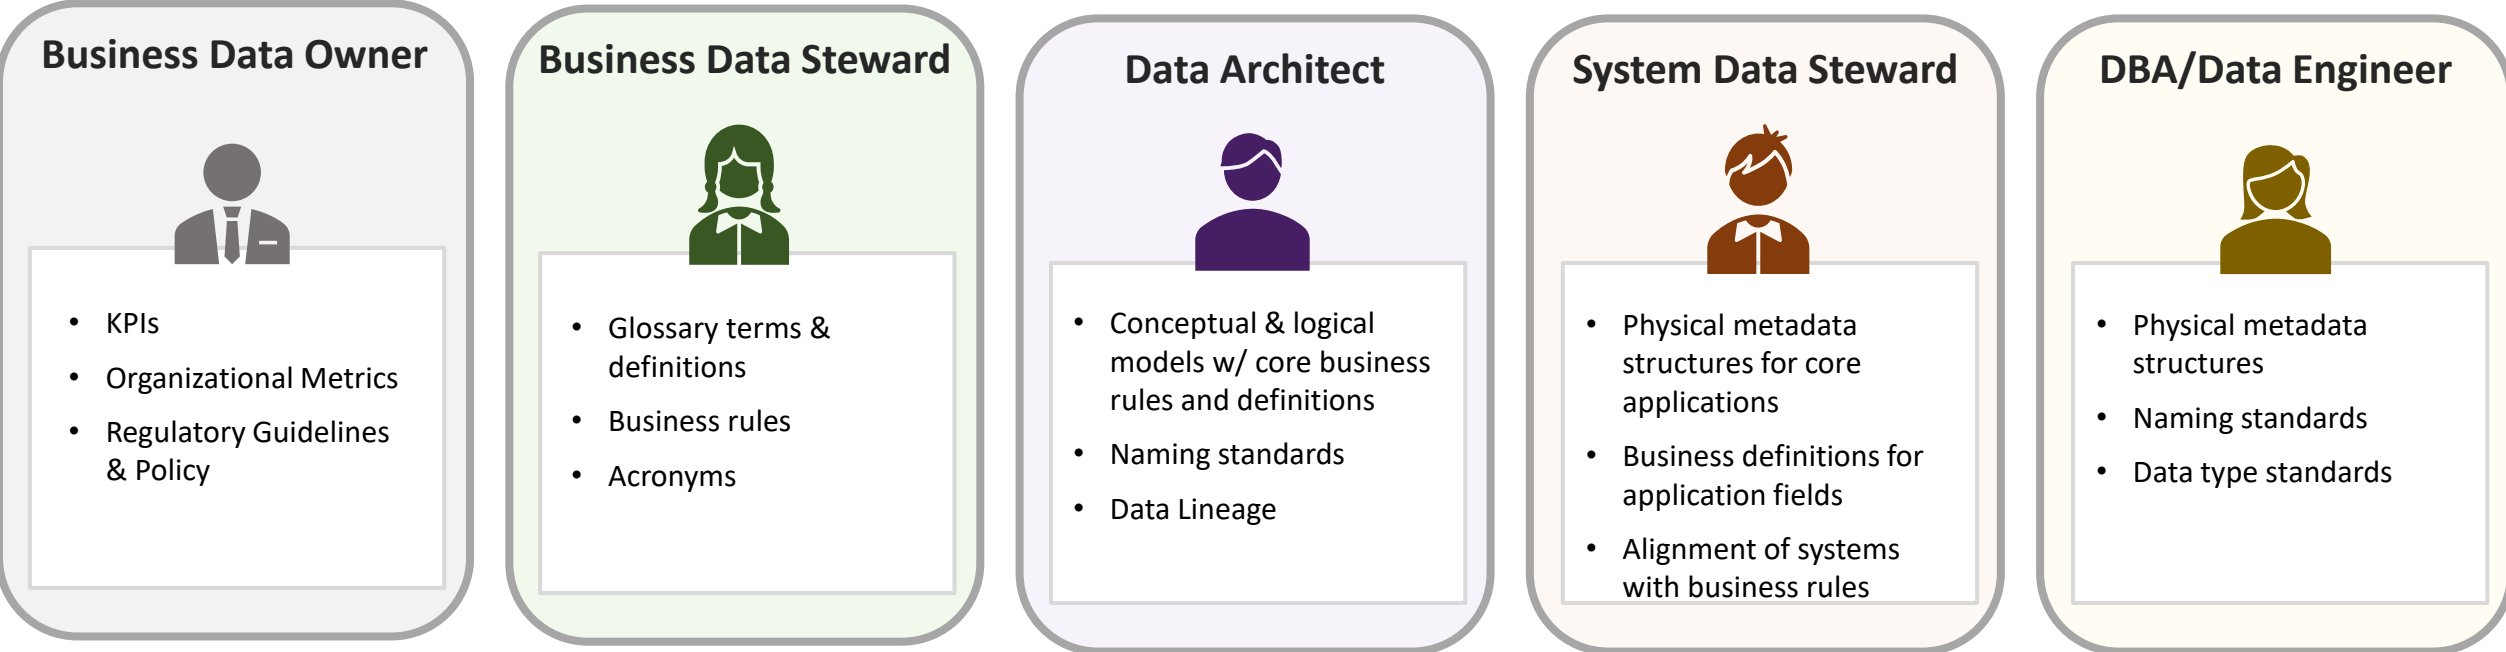 Business Data Owner
• KPIs
• Organizational Metrics
• Regulatory Guidelines
& Policy
Business Data Steward
• Glossary terms &
definitions
• Business rules
• Acronyms
Data Architect
• Conceptual & logical
models w/ core business
rules and definitions
• Naming standards
• Data Lineage
System Data Steward
• Physical metadata
structures for core
applications
• Business definitions for
application fields
• Alignment of systems
with business rules
DBA/Data Engineer
• Physical metadata
structures
• Naming standards
• Data type standards